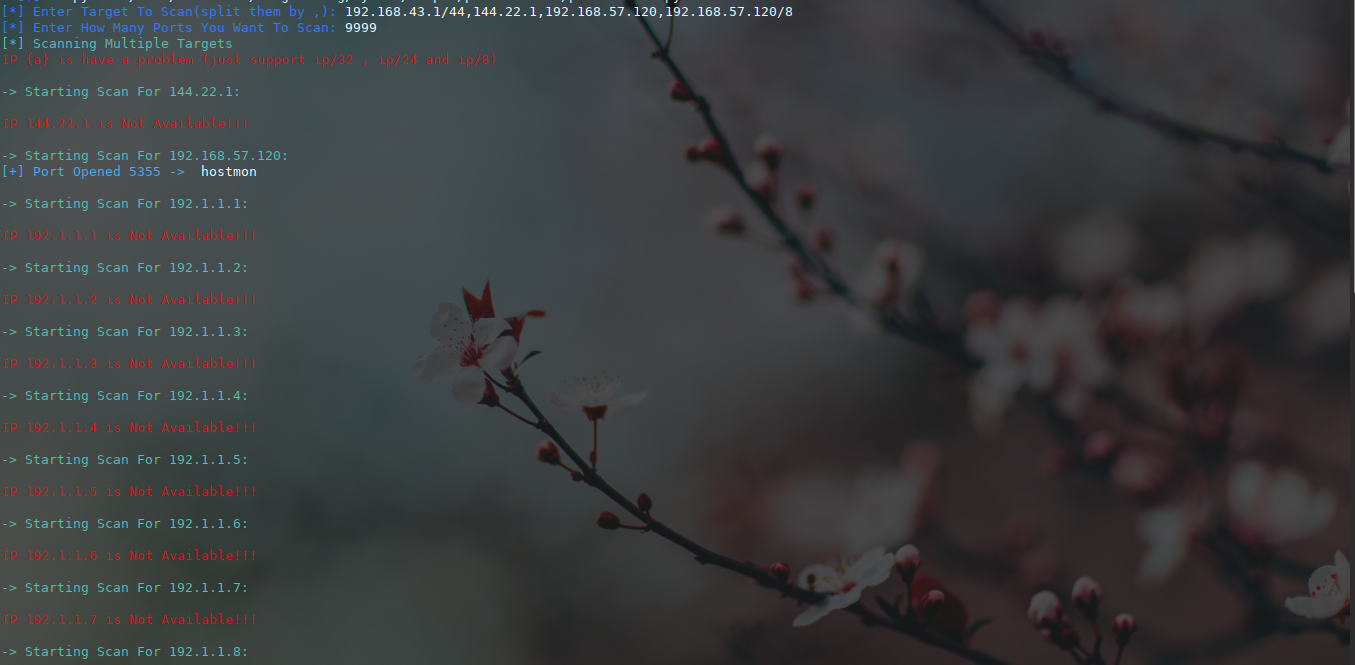 [*] Enter Target To Scan(split them by ,): 192.168.43.1/44,144.22.1,192.168.57.120,192.168.57.120/8
[*] Enter How Many Ports You Want To Scan: 9999
[*] Scanning Multiple Targets
IP {a} is have a problem (just support ip/32 , ip/24 and ip/8)
-> Starting Scan For 144.22.1:
IP 144.22.1 is Not Available!!!
-> Starting Scan For 192.168.57.120:
[+] Port Opened 5355 -> hostmon
-> Starting Scan For 192.1.1.1:
IP 192.1.1.1 is Not Available!!!
-> Starting Scan For 192.1.1.2:
IP 192.1.1.2 is Not Available!!!
-> Starting Scan For 192.1.1.3:
IP 192.1.1.3 is Not Available!!!
-> Starting Scan For 192.1.1.4:
IP 192.1.1.4 is Not Available!!!
-> Starting Scan For 192.1.1.5:
IP 192.1.1.5 is Not Available!!!
-> Starting Scan For 192.1.1.6:
IP 192.1.1.6 is Not Available!!!
-> Starting Scan For 192.1.1.7:
IP 192.1.1.7 is Not Available!!!
-> Starting Scan For 192.1.1.8: